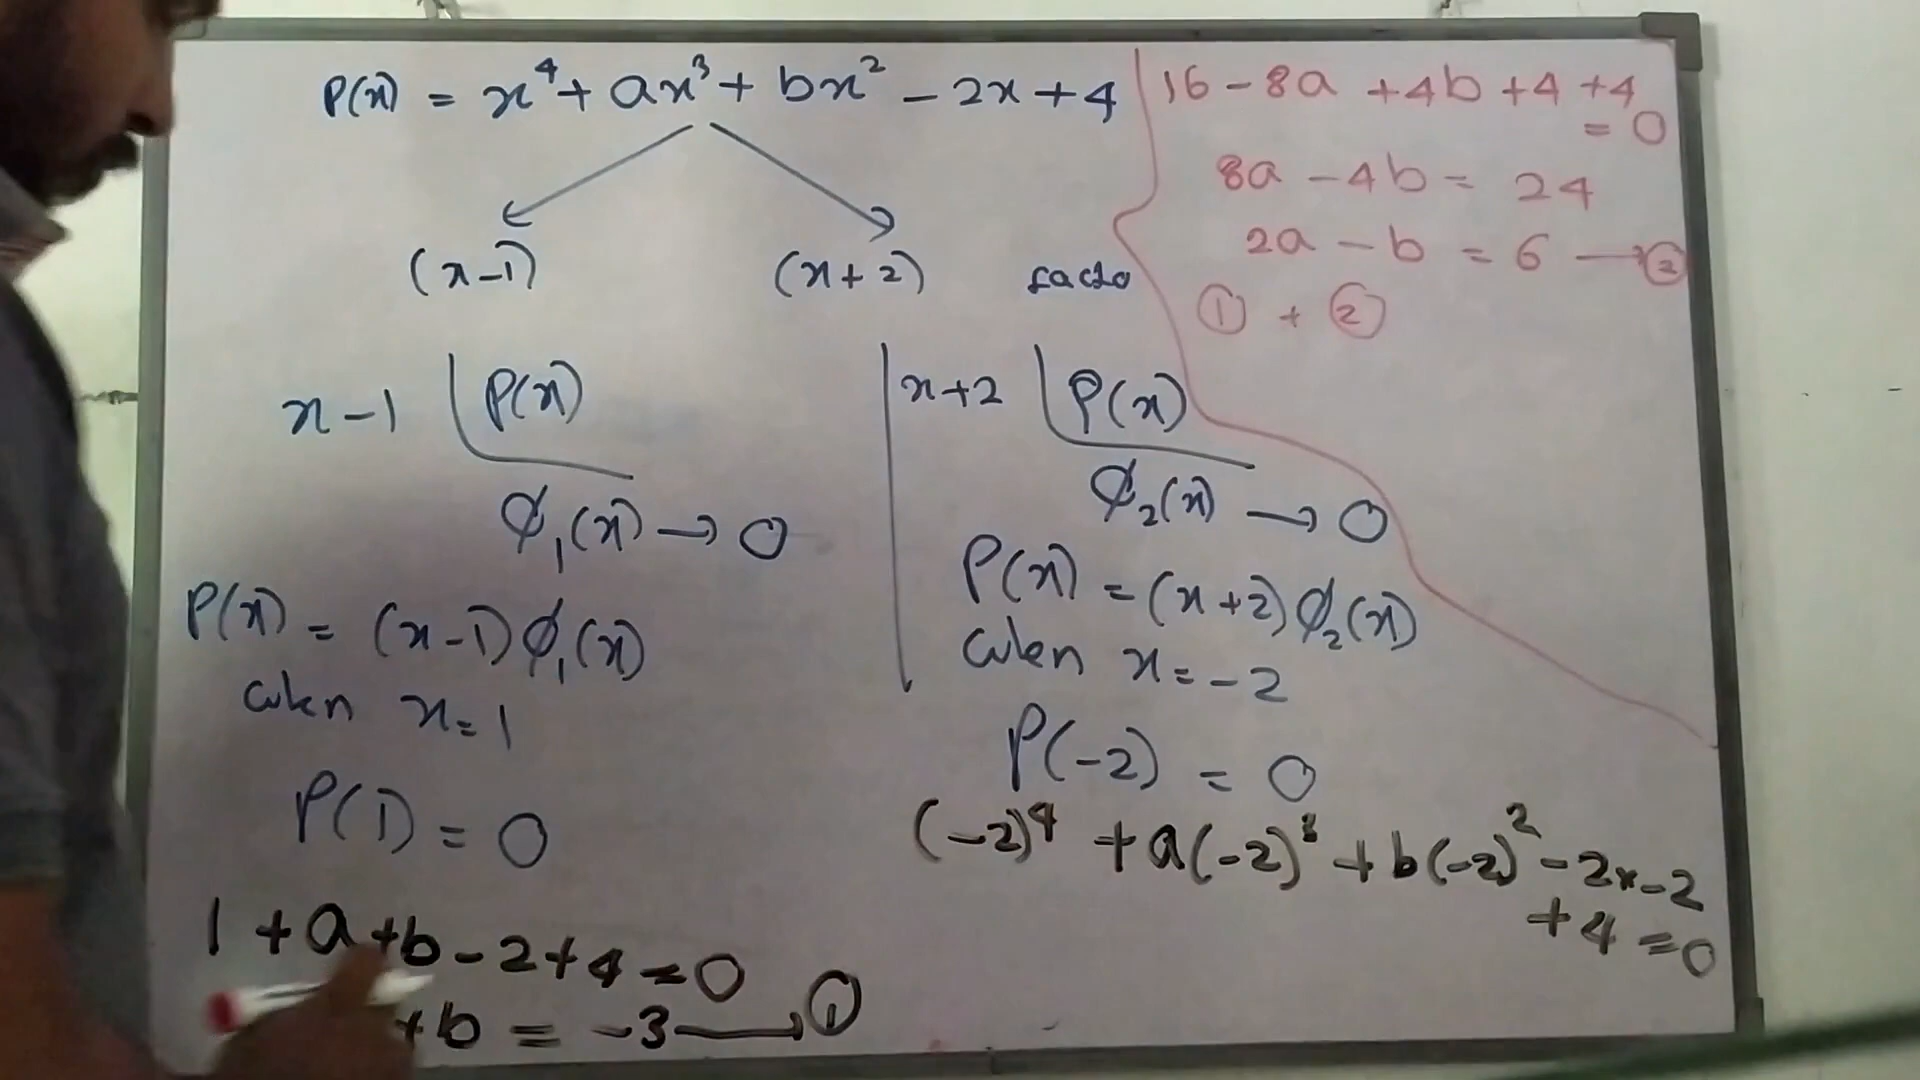 P(x) = x⁴ + ax³ + bx² - 2x + 4
(x-1) (x+2) facto
x-1 P(x)
ϕ₁(x) → 0
P(x) = (x-1)ϕ₁(x)
when x = 1
P(1) = 0
1 + a + b - 2 + 4 = 0
+b = -3 → ①
x+2 P(x)
ϕ₂(x) → 0
P(x) = (x+2)ϕ₂(x)
when x = -2
P(-2) = 0
(-2)⁴ + a(-2)³ + b(-2)² - 2x-2
+4 = 0
16 - 8a + 4b + 4 + 4
= 0
8a - 4b = 24
2a - b = 6 → ②
① + ②